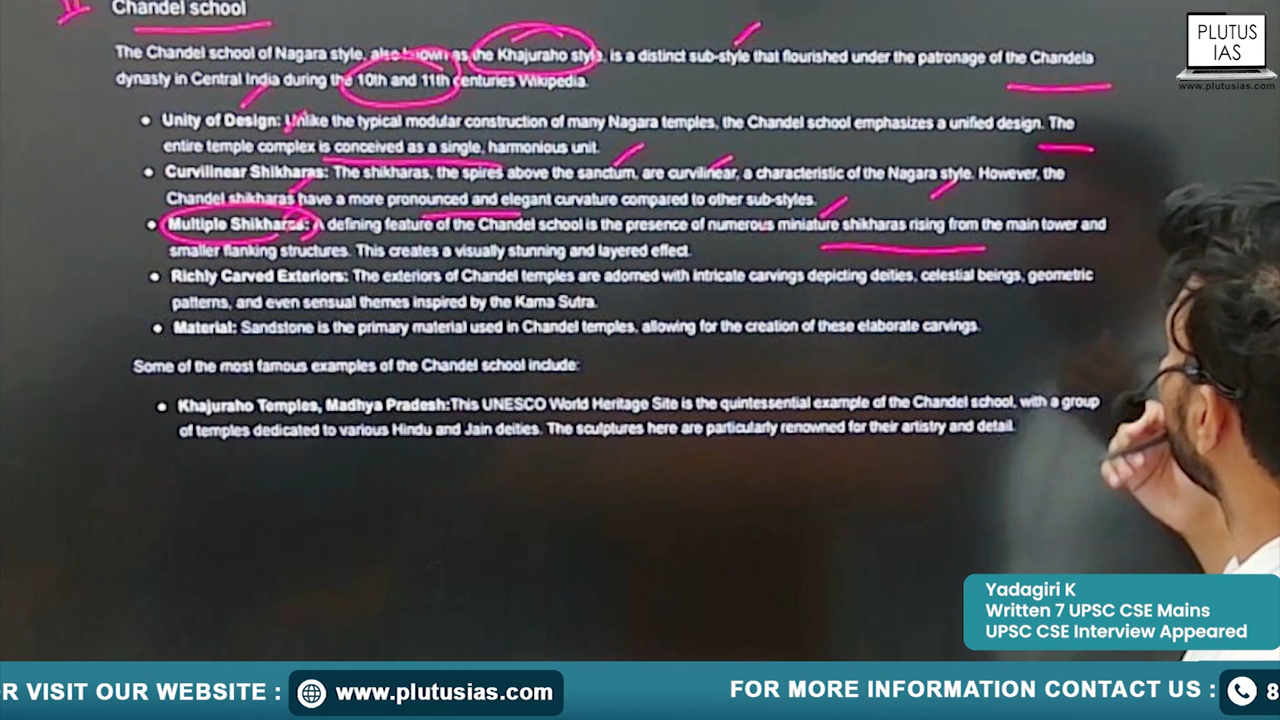 II Chandel school
PLUTUS
IAS
www.plutusias.com
The Chandel school of Nagara style, also known as the Khajuraho style, is a distinct sub-style that flourished under the patronage of the Chandela
dynasty in Central India during the 10th and 11th centuries Wikipedia.
• Unity of Design: Unlike the typical modular construction of many Nagara temples, the Chandel school emphasizes a unified design. The
entire temple complex is conceived as a single, harmonious unit.
• Curvilinear Shikharas: The shikharas, the spires above the sanctum, are curvilinear, a characteristic of the Nagara style. However, the
Chandel shikharas have a more pronounced and elegant curvature compared to other sub-styles.
• Multiple Shikharas: A defining feature of the Chandel school is the presence of numerous miniature shikharas rising from the main tower and
smaller flanking structures. This creates a visually stunning and layered effect.
• Richly Carved Exteriors: The exteriors of Chandel temples are adorned with intricate carvings depicting deities, celestial beings, geometric
patterns, and even sensual themes inspired by the Kama Sutra.
• Material: Sandstone is the primary material used in Chandel temples, allowing for the creation of these elaborate carvings.
Some of the most famous examples of the Chandel school include:
• Khajuraho Temples, Madhya Pradesh:This UNESCO World Heritage Site is the quintessential example of the Chandel school, with a group
of temples dedicated to various Hindu and Jain deities. The sculptures here are particularly renowned for their artistry and detail.
Yadagiri K
Written 7 UPSC CSE Mains
UPSC CSE Interview Appeared
R VISIT OUR WEBSITE : www.plutusias.com FOR MORE INFORMATION CONTACT US : 8